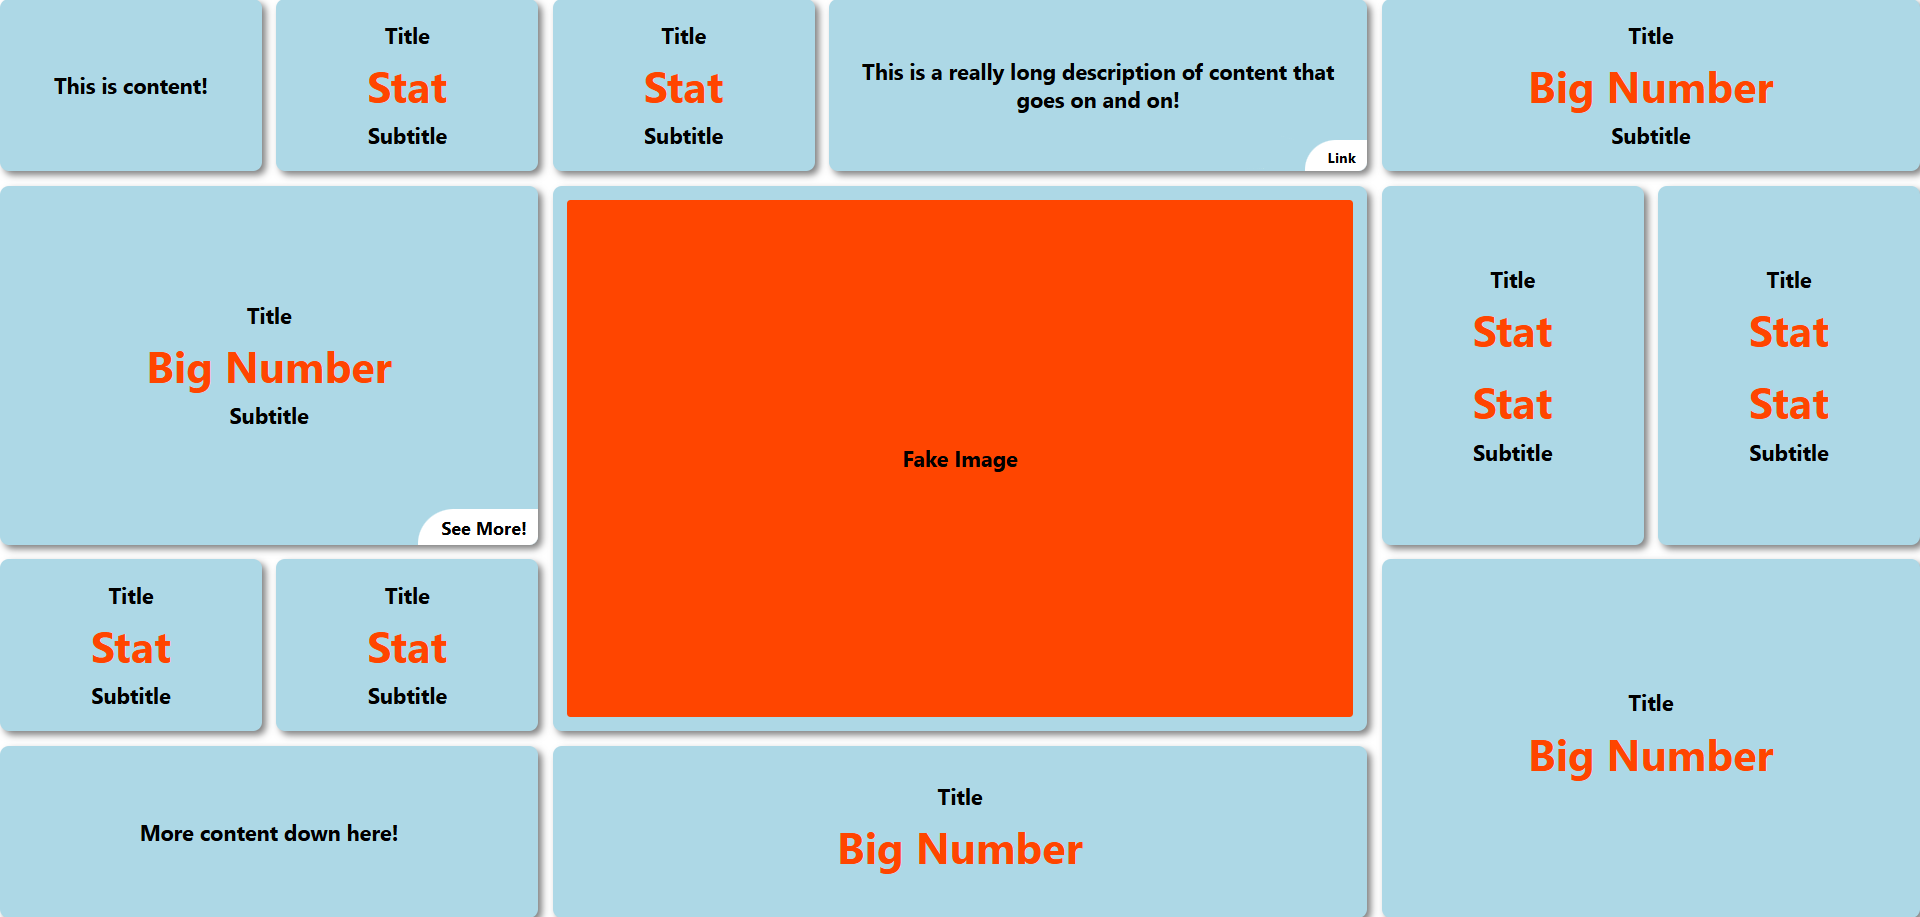 This is content!
Title
Stat
Subtitle
Title
Stat
Subtitle
This is a really long description of content that
goes on and on!
Link
Title
Big Number
Subtitle
Title
Big Number
Subtitle
See More!
Fake Image
Title
Stat
Stat
Subtitle
Title
Stat
Stat
Subtitle
Title
Stat
Subtitle
Title
Stat
Subtitle
Title
Big Number
More content down here!
Title
Big Number